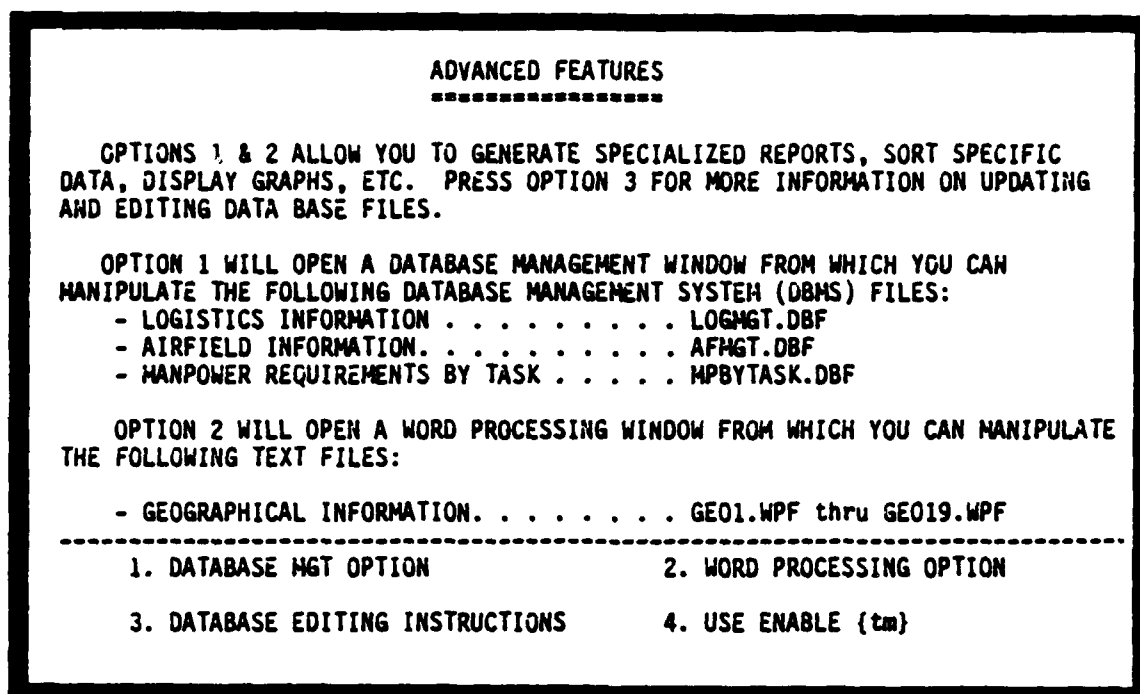 ADVANCED FEATURES
=================
OPTIONS 1 & 2 ALLOW YOU TO GENERATE SPECIALIZED REPORTS, SORT SPECIFIC
DATA, DISPLAY GRAPHS, ETC. PRESS OPTION 3 FOR MORE INFORMATION ON UPDATING
AND EDITING DATA BASE FILES.
OPTION 1 WILL OPEN A DATABASE MANAGEMENT WINDOW FROM WHICH YOU CAN
MANIPULATE THE FOLLOWING DATABASE MANAGEMENT SYSTEM (DBMS) FILES:
- LOGISTICS INFORMATION . . . . . . . . . . LOGMGT.DBF
- AIRFIELD INFORMATION. . . . . . . . . . . AFMGT.DBF
- MANPOWER REQUIREMENTS BY TASK . . . . . MPBYTASK.DBF
OPTION 2 WILL OPEN A WORD PROCESSING WINDOW FROM WHICH YOU CAN MANIPULATE
THE FOLLOWING TEXT FILES:
- GEOGRAPHICAL INFORMATION. . . . . . . . . GEO1.WPF thru GEO19.WPF
1. DATABASE MGT OPTION 2. WORD PROCESSING OPTION
3. DATABASE EDITING INSTRUCTIONS 4. USE ENABLE {tm}